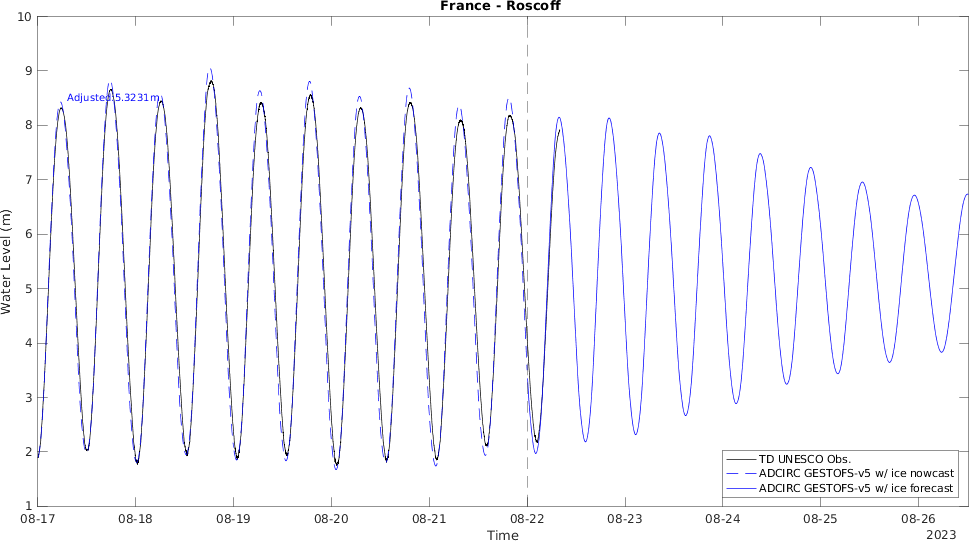 France - Roscoff
Water Level (m)
10
9
8
7
6
5
4
3
2
1
Adjusted:5.3231m
TD UNESCO Obs.
ADCIRC GESTOFS-v5 w/ ice nowcast
ADCIRC GESTOFS-v5 w/ ice forecast
08-17 08-18 08-19 08-20 08-21 08-22 08-23 08-24 08-25 08-26
Time
2023